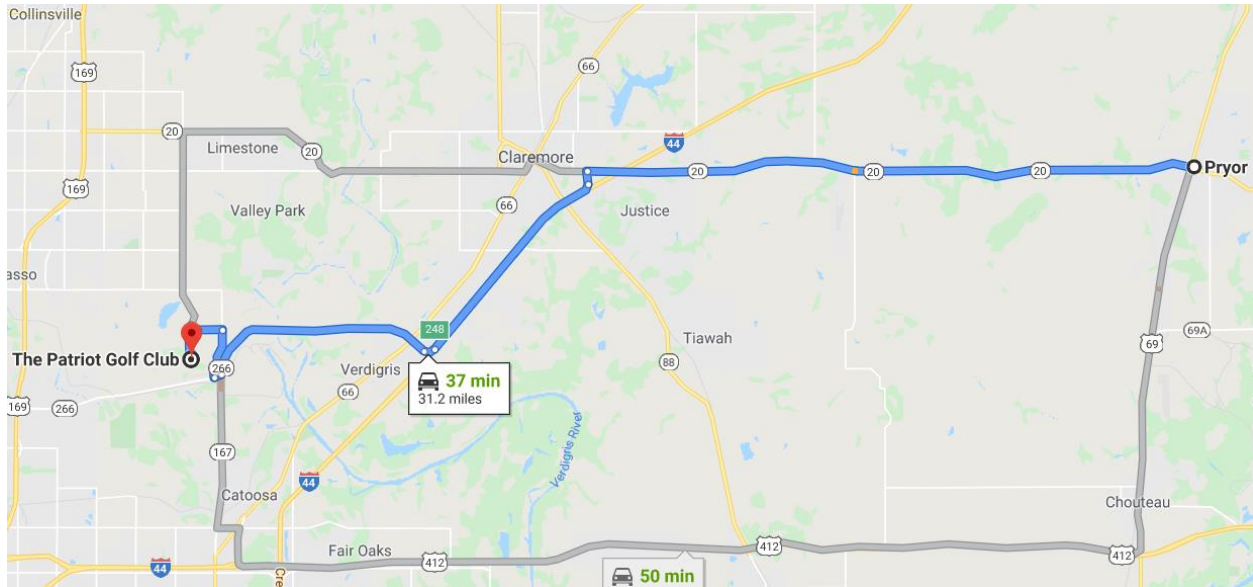 Collinsville
169
66
20
Limestone
20
Claremore
44
20
20
20
Pryor
169
Valley Park
66
Justice
asso
248
69A
The Patriot Golf Club
266
Verdigris
37 min
31.2 miles
Tiawah
88
69
66
169
266
167
44
Verdigris River
Catoosa
Chouteau
Fair Oaks
412
412
412
44
Cre
50 min